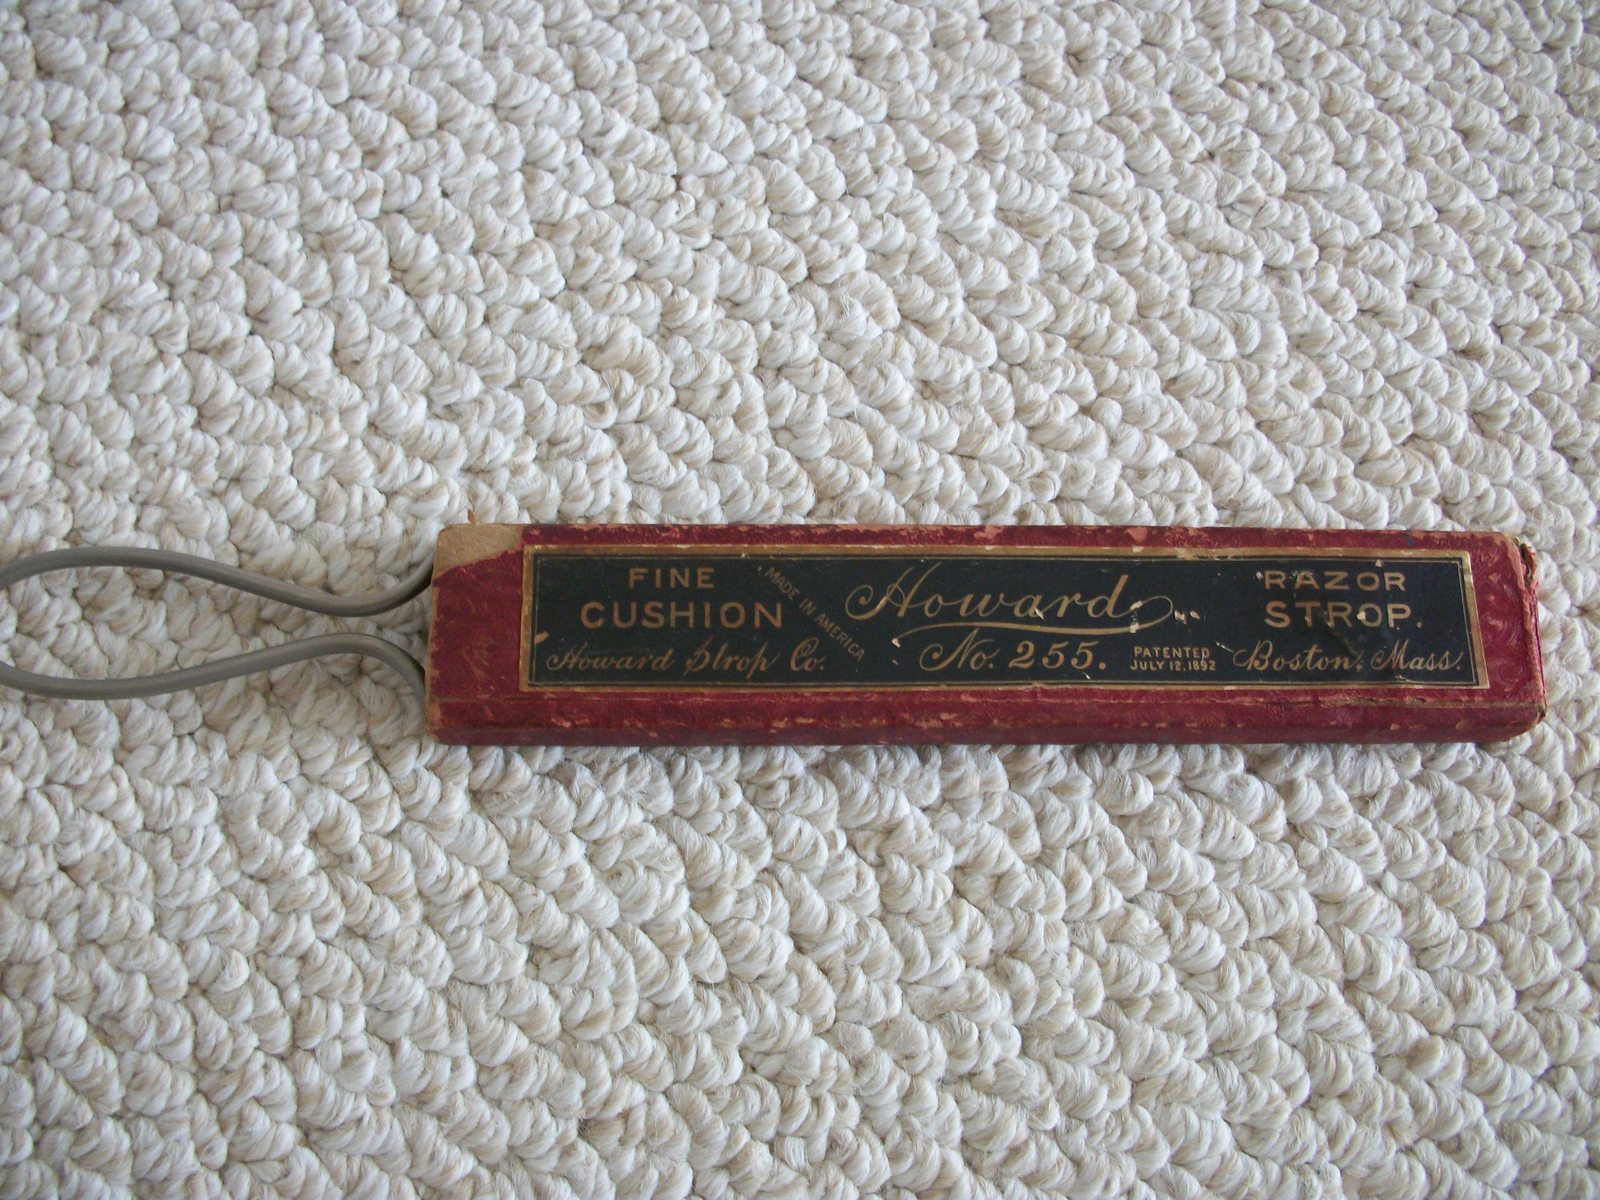 FINE
CUSHION
Howard Strop Co.
MADE IN AMERICA
Howard
No. 255.
PATENTED
JULY 12, 1892
RAZOR
STROP.
Boston, Mass.